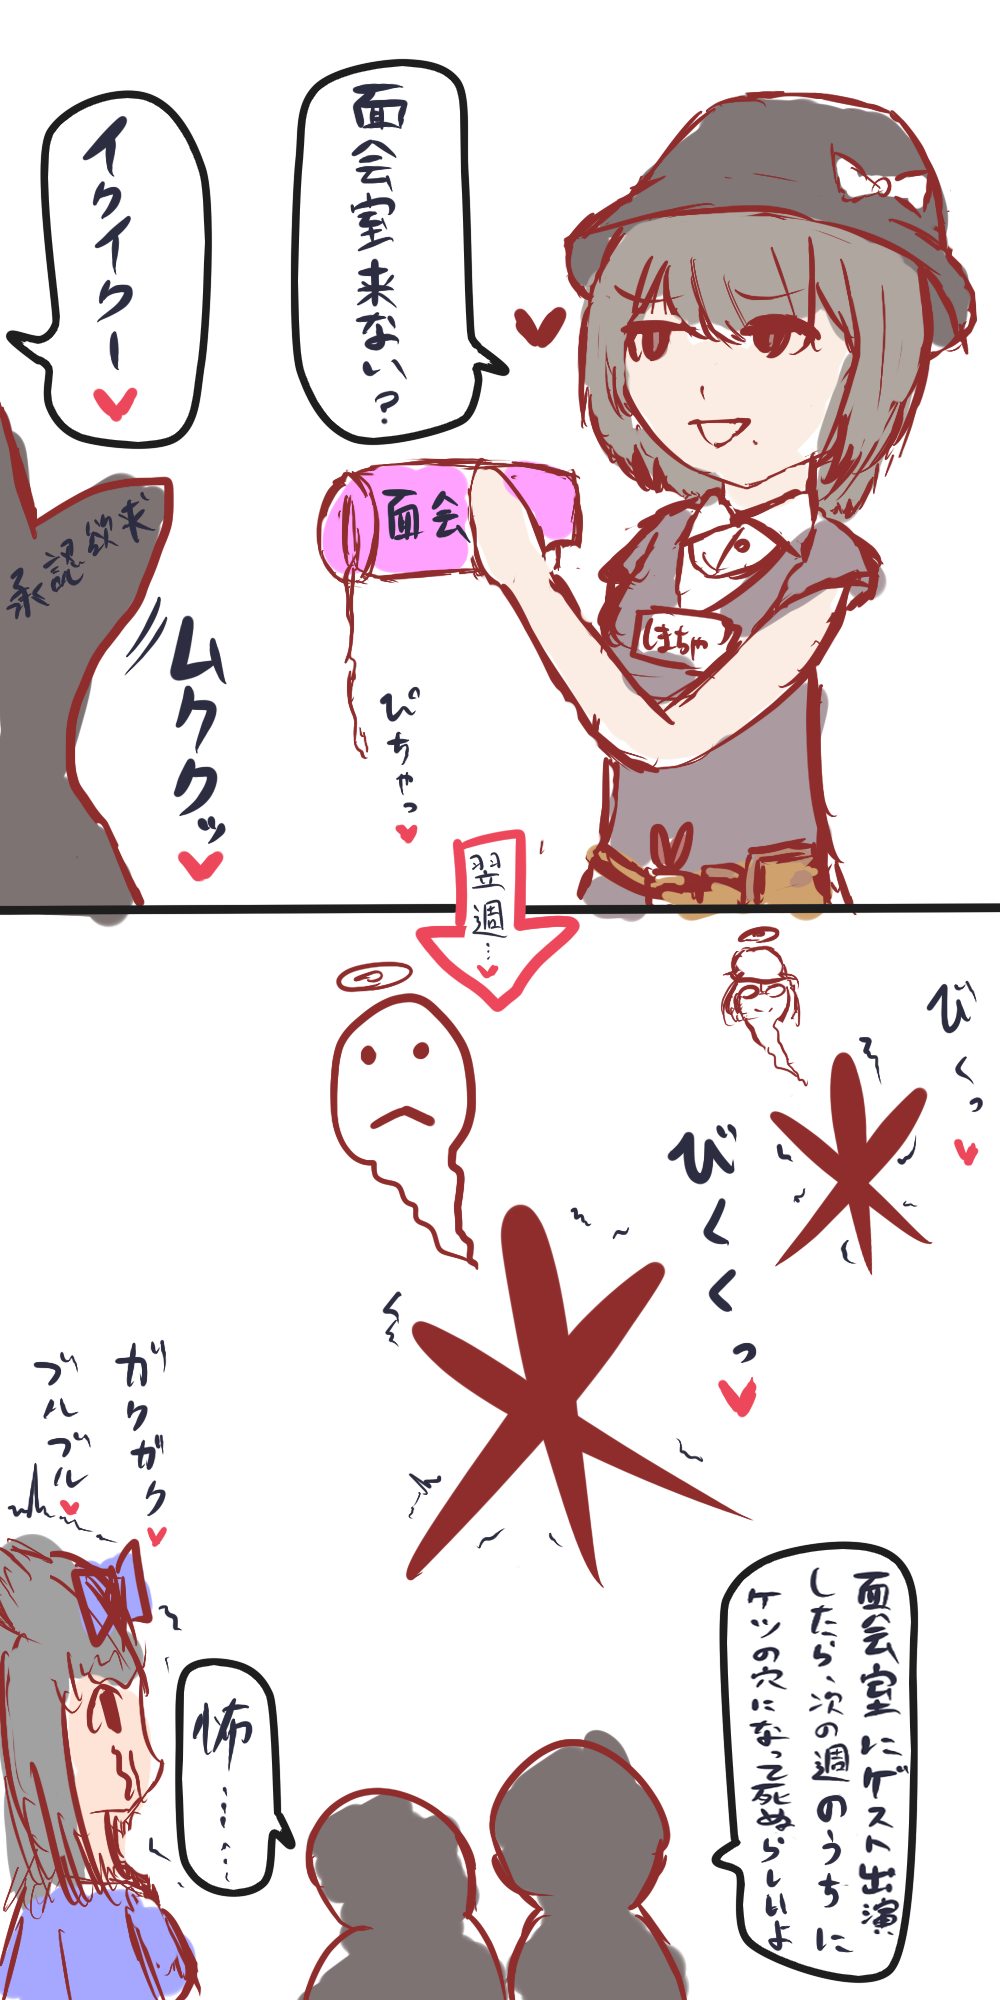 面会室来ない?
イクイクー
面会
しまちゃ
承認欲求
ムクク
ッ
ぴちゃっ
翌週…
びくっ
びくくっ
ガクガク
ブルブル
面会室にゲスト出演
したら、次の週のうちに
ケツの穴になって死ぬらしいよ
怖……